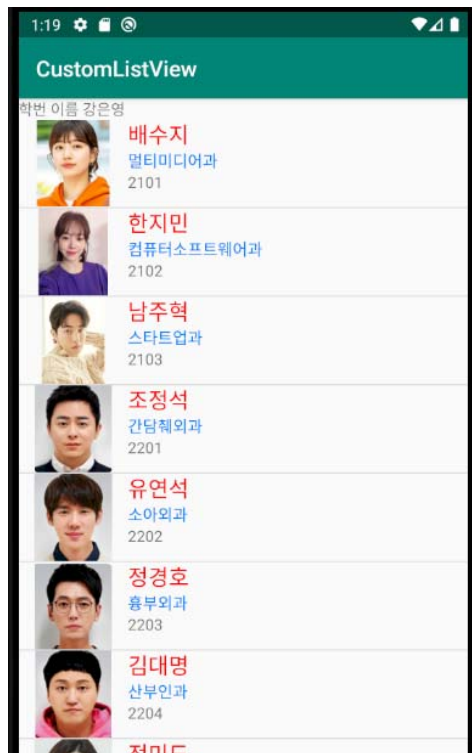 1:19
CustomListView
학번 이름 강은영
배수지
멀티미디어과
2101
한지민
컴퓨터소프트웨어과
2102
남주혁
스타트업과
2103
조정석
간담췌외과
2201
유연석
소아외과
2202
정경호
흉부외과
2203
김대명
산부인과
2204
전미도